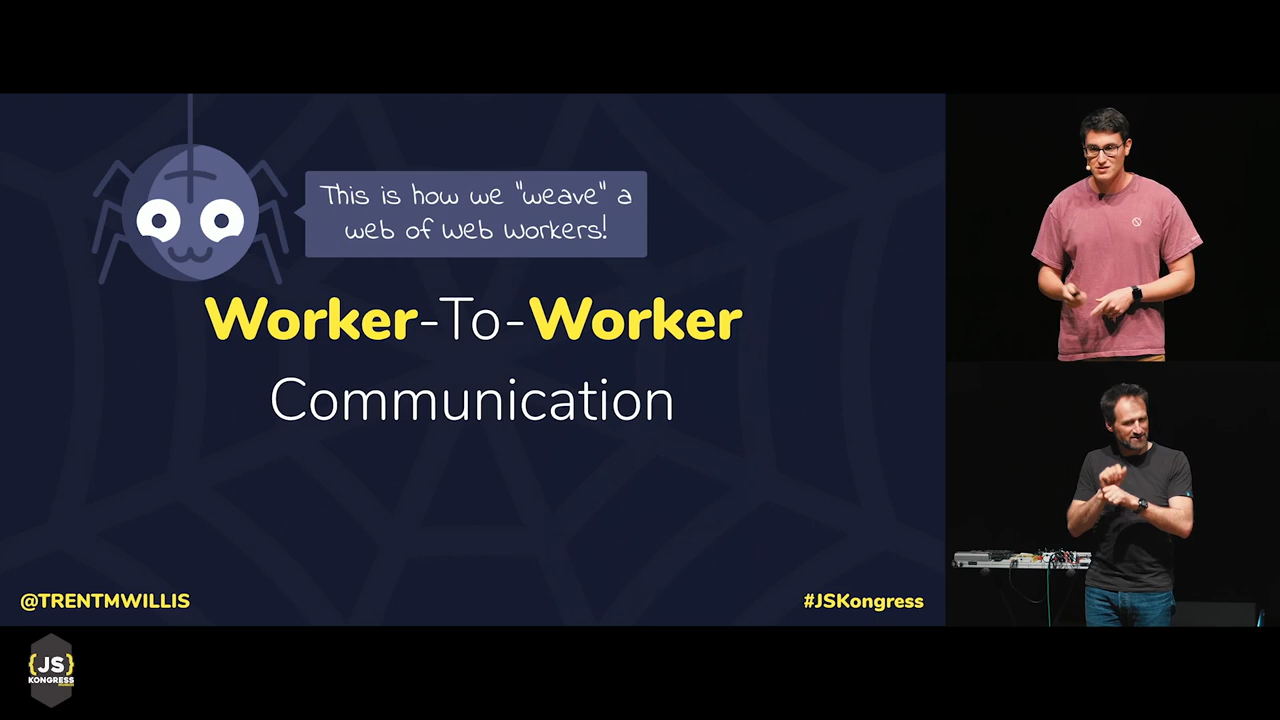 This is how we "weave" a
web of web workers!
Worker-To-Worker
Communication
@TRENTMWILLIS
#JSKongress
{JS}
KONGRESS